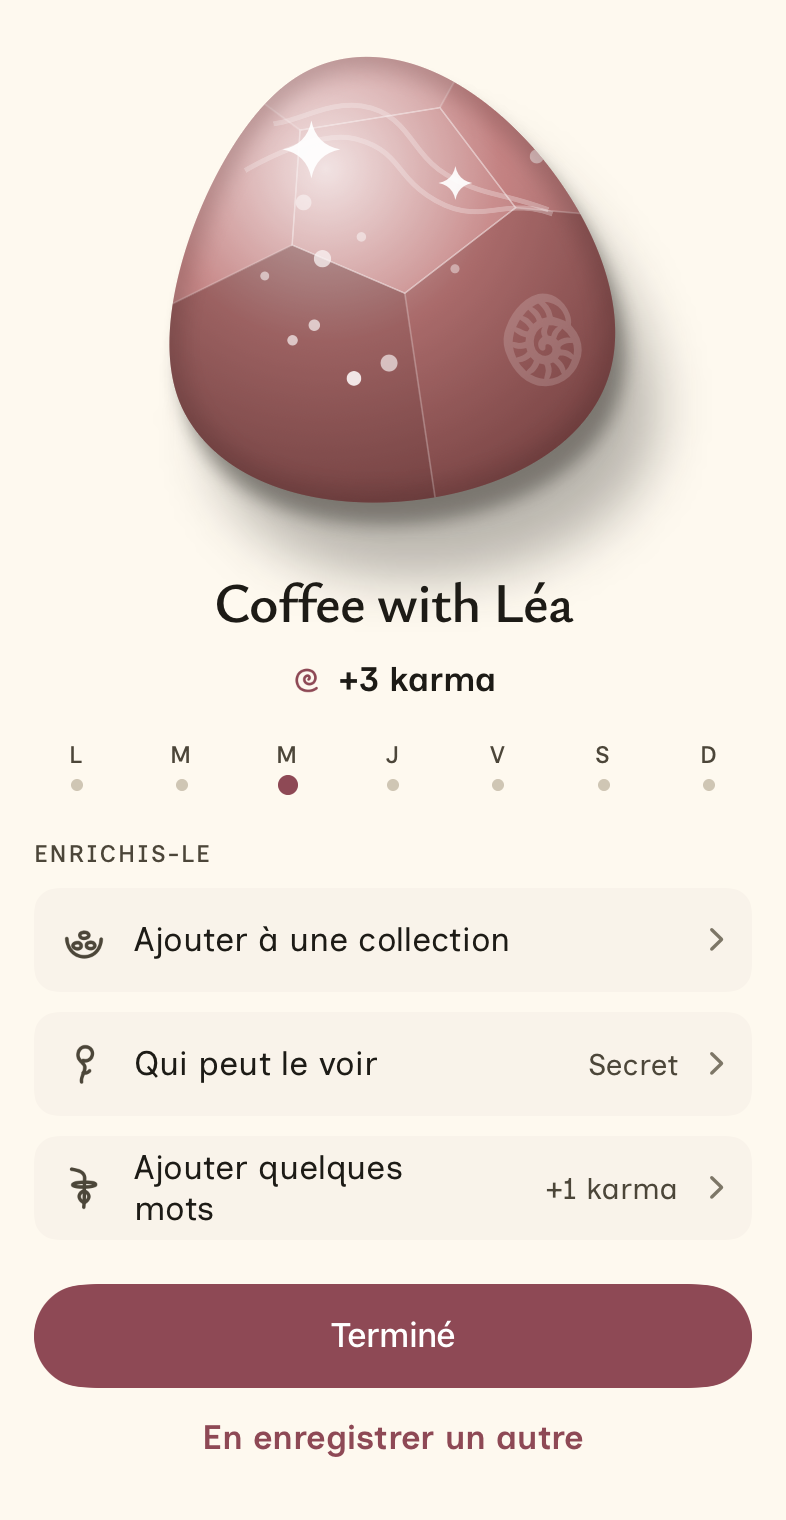 Coffee with Léa
+3 karma
L M M J V S D
ENRICHIS-LE
Ajouter à une collection
Qui peut le voir Secret
Ajouter quelques
mots
+1 karma
Terminé
En enregistrer un autre